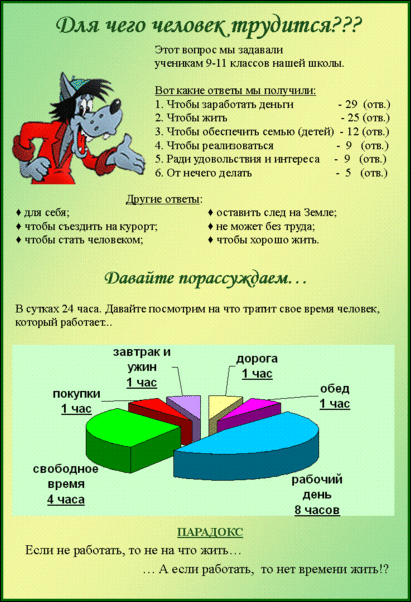 Для чего человек трудится???
Этот вопрос мы задавали
ученикам 9-11 классов нашей школы.
Вот какие ответы мы получили:
1. Чтобы заработать деньги - 29 (отв.)
2. Чтобы жить - 25 (отв.)
3. Чтобы обеспечить семью (детей) - 12 (отв.)
4. Чтобы реализоваться - 9 (отв.)
5. Ради удовольствия и интереса - 9 (отв.)
6. От нечего делать - 5 (отв.)
Другие ответы:
♦ для себя; ♦ оставить след на Земле;
♦ чтобы съездить на курорт; ♦ не может без труда;
♦ чтобы стать человеком; ♦ чтобы хорошо жить.
Давайте порассуждаем…
В сутках 24 часа. Давайте посмотрим на что тратит свое время человек,
который работает...
завтрак и
ужин
1 час
дорога
1 час
покупки
1 час
обед
1 час
свободное
время
4 часа
рабочий
день
8 часов
ПАРАДОКС
Если не работать, то не на что жить…
… А если работать, то нет времени жить!?